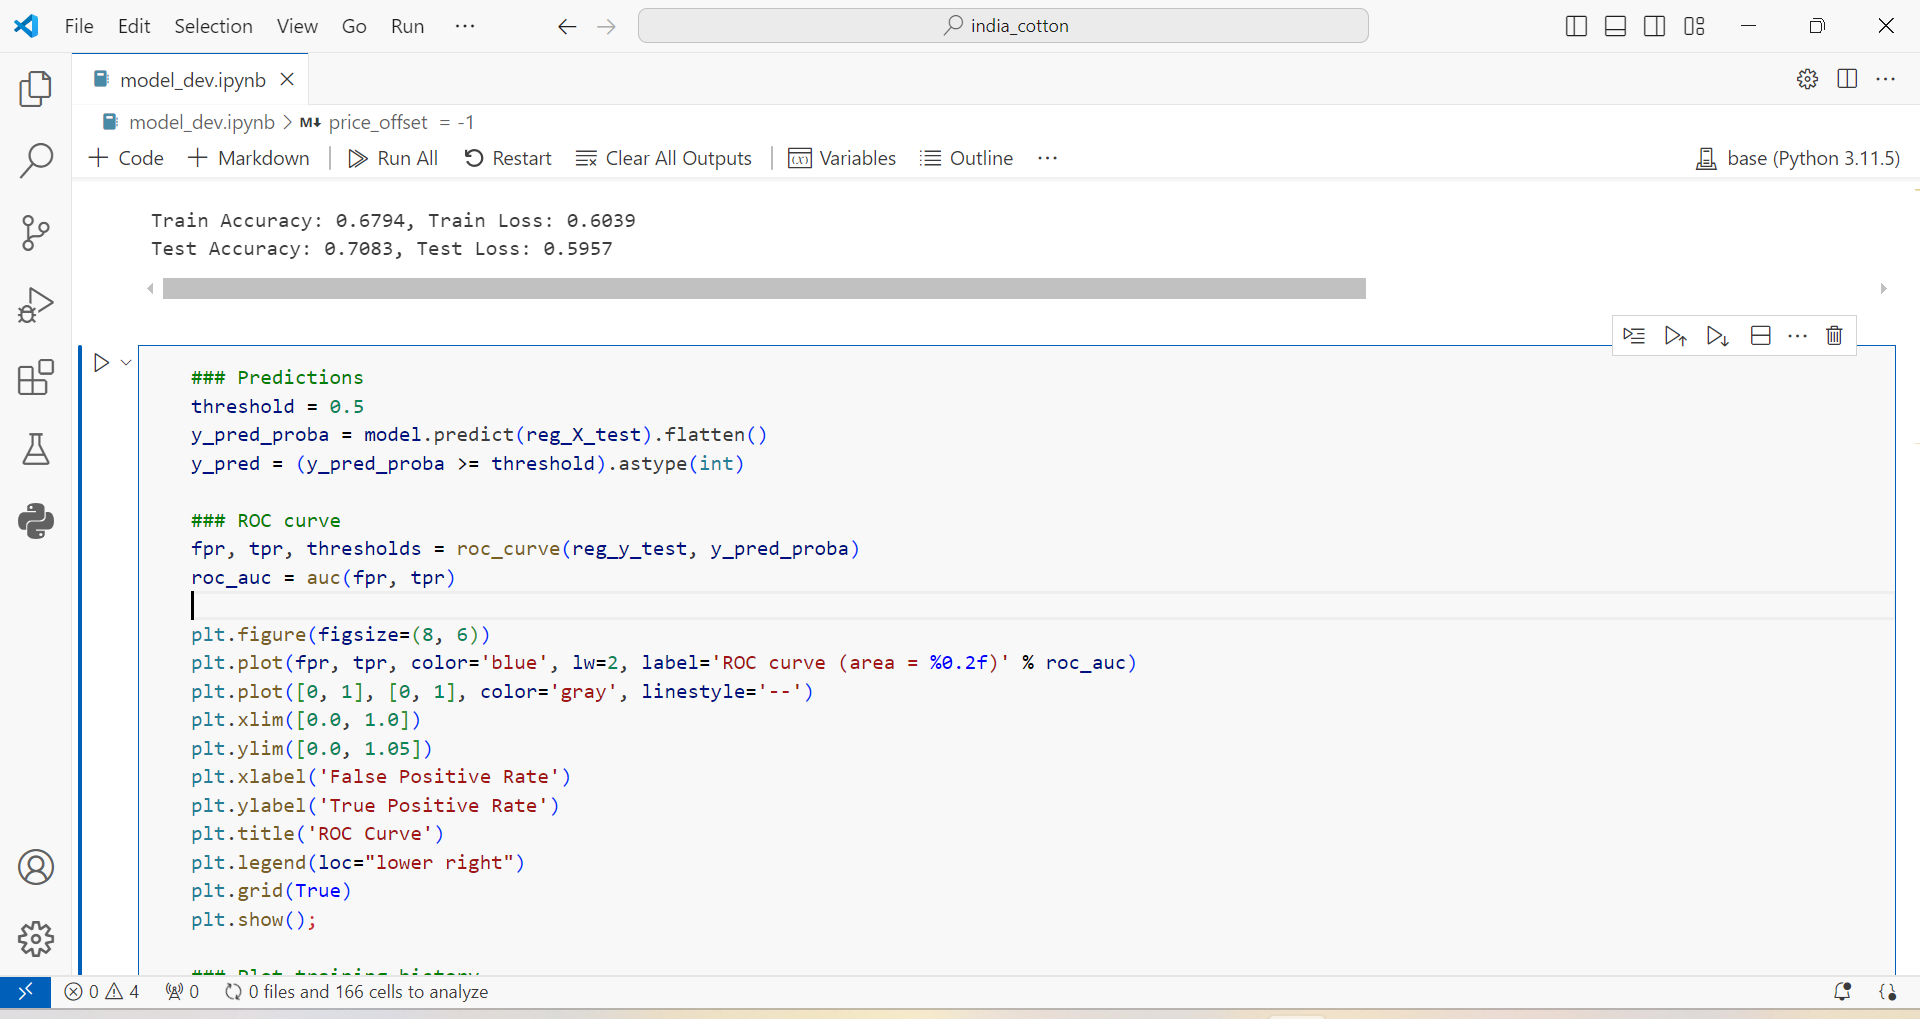 File Edit Selection View Go Run ··· india_cotton
model_dev.ipynb
model_dev.ipynb > M↓ price_offset = -1
+ Code + Markdown Run All Restart Clear All Outputs Variables Outline ··· base (Python 3.11.5)
Train Accuracy: 0.6794, Train Loss: 0.6039
Test Accuracy: 0.7083, Test Loss: 0.5957
### Predictions
threshold = 0.5
y_pred_proba = model.predict(reg_X_test).flatten()
y_pred = (y_pred_proba >= threshold).astype(int)
### ROC curve
fpr, tpr, thresholds = roc_curve(reg_y_test, y_pred_proba)
roc_auc = auc(fpr, tpr)
plt.figure(figsize=(8, 6))
plt.plot(fpr, tpr, color='blue', lw=2, label='ROC curve (area = %0.2f)' % roc_auc)
plt.plot([0, 1], [0, 1], color='gray', linestyle='--')
plt.xlim([0.0, 1.0])
plt.ylim([0.0, 1.05])
plt.xlabel('False Positive Rate')
plt.ylabel('True Positive Rate')
plt.title('ROC Curve')
plt.legend(loc="lower right")
plt.grid(True)
plt.show();
### Plot training history
0 4 0 0 files and 166 cells to analyze